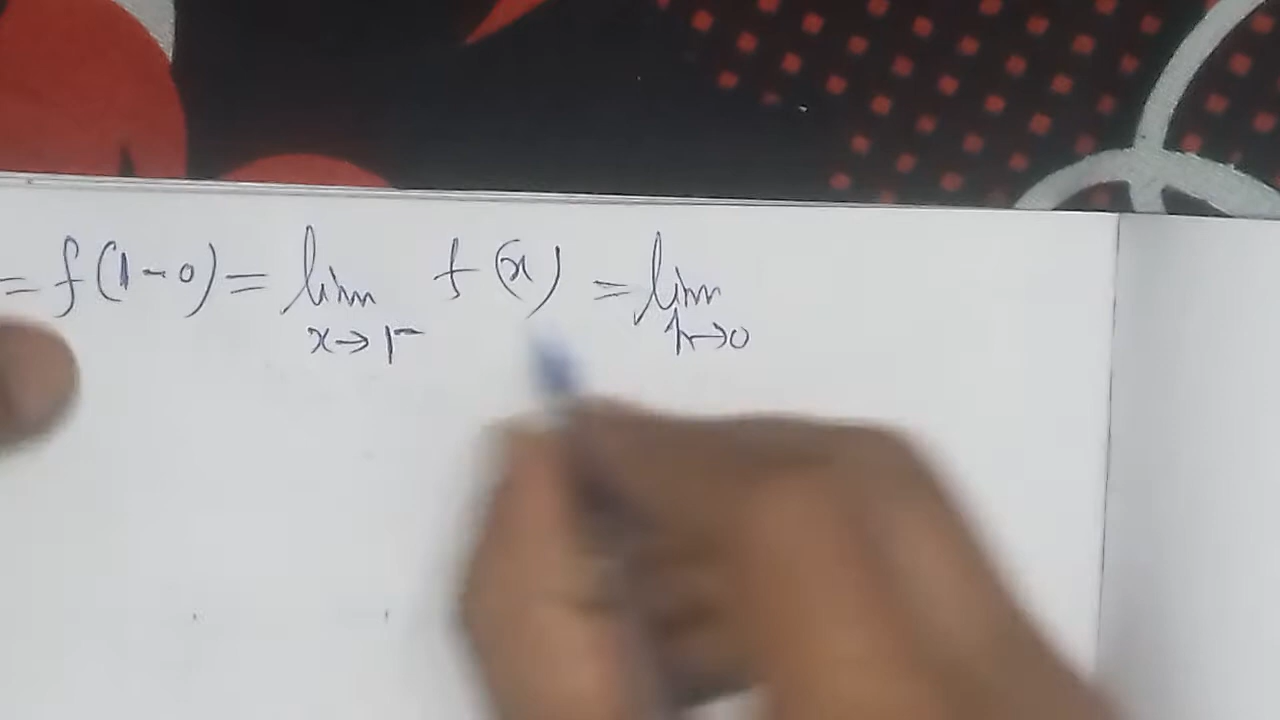 = f(1-0) = lim f(x) = lim
x→1⁻ h→0